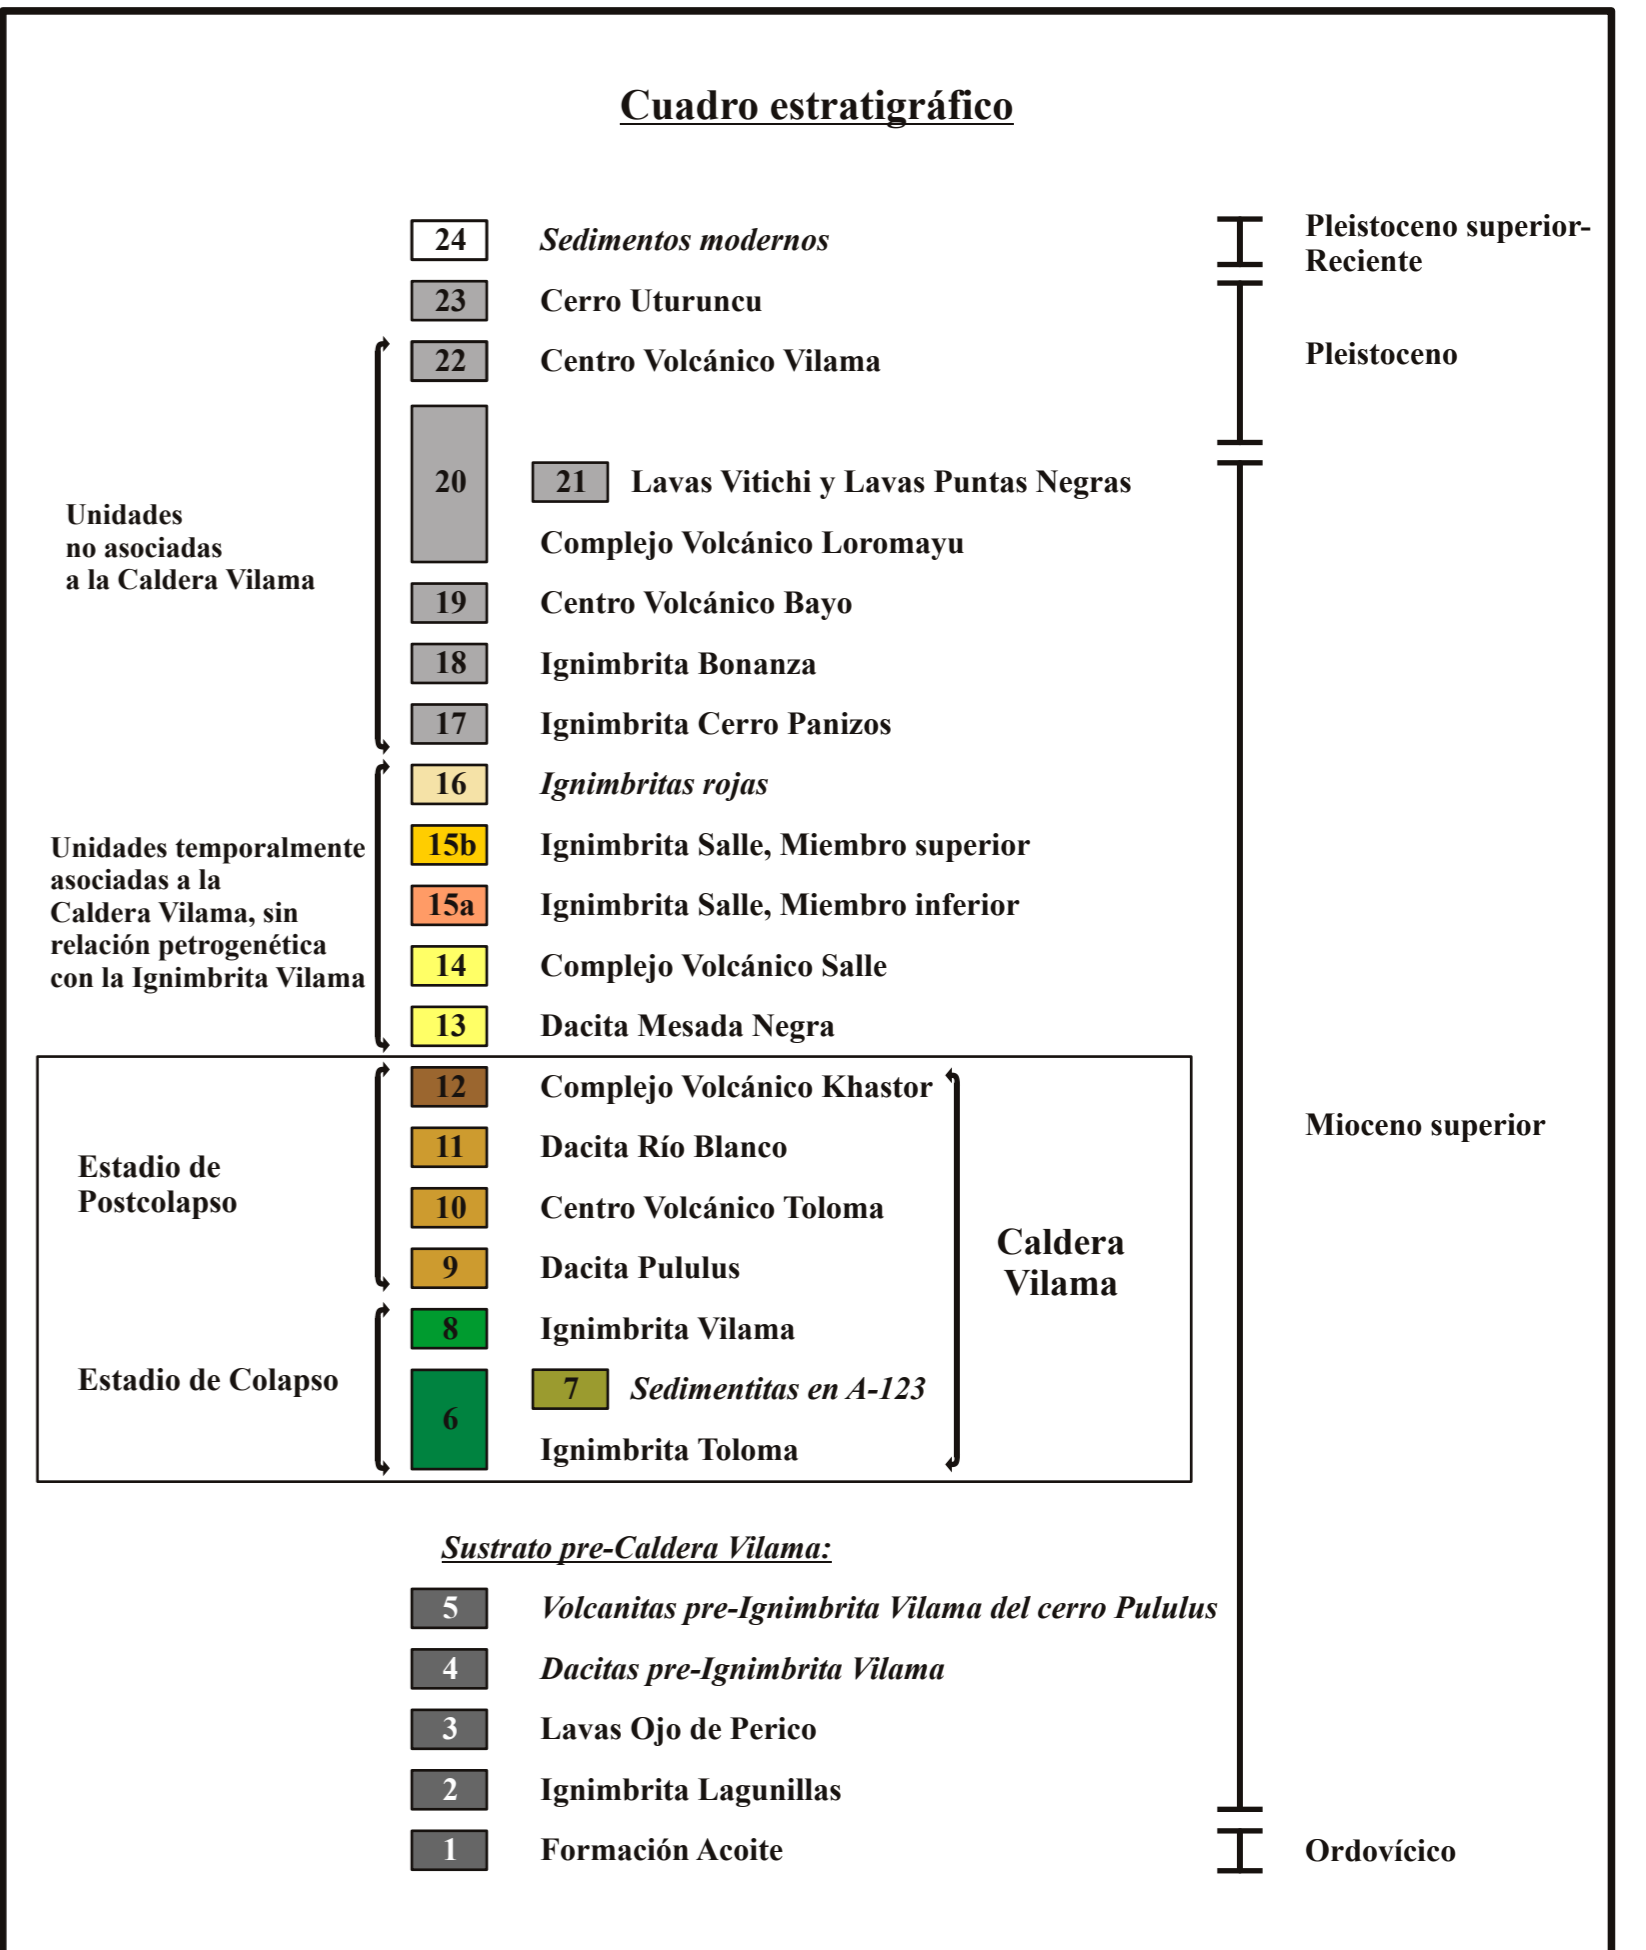 Cuadro estratigráfico
24 Sedimentos modernos
Pleistoceno superior-
Reciente
23 Cerro Uturuncu
22 Centro Volcánico Vilama
Pleistoceno
20
21 Lavas Vitichi y Lavas Puntas Negras
Complejo Volcánico Loromayu
Unidades
no asociadas
a la Caldera Vilama
19 Centro Volcánico Bayo
18 Ignimbrita Bonanza
17 Ignimbrita Cerro Panizos
16 Ignimbritas rojas
15b Ignimbrita Salle, Miembro superior
15a Ignimbrita Salle, Miembro inferior
14 Complejo Volcánico Salle
13 Dacita Mesada Negra
Unidades temporalmente
asociadas a la
Caldera Vilama, sin
relación petrogenética
con la Ignimbrita Vilama
12 Complejo Volcánico Khastor
11 Dacita Río Blanco
10 Centro Volcánico Toloma
9 Dacita Pululus
Estadio de
Postcolapso
8 Ignimbrita Vilama
6
7 Sedimentitas en A-123
Ignimbrita Toloma
Estadio de Colapso
Caldera
Vilama
Mioceno superior
Sustrato pre-Caldera Vilama:
5 Volcanitas pre-Ignimbrita Vilama del cerro Pululus
4 Dacitas pre-Ignimbrita Vilama
3 Lavas Ojo de Perico
2 Ignimbrita Lagunillas
1 Formación Acoite
Ordovícico